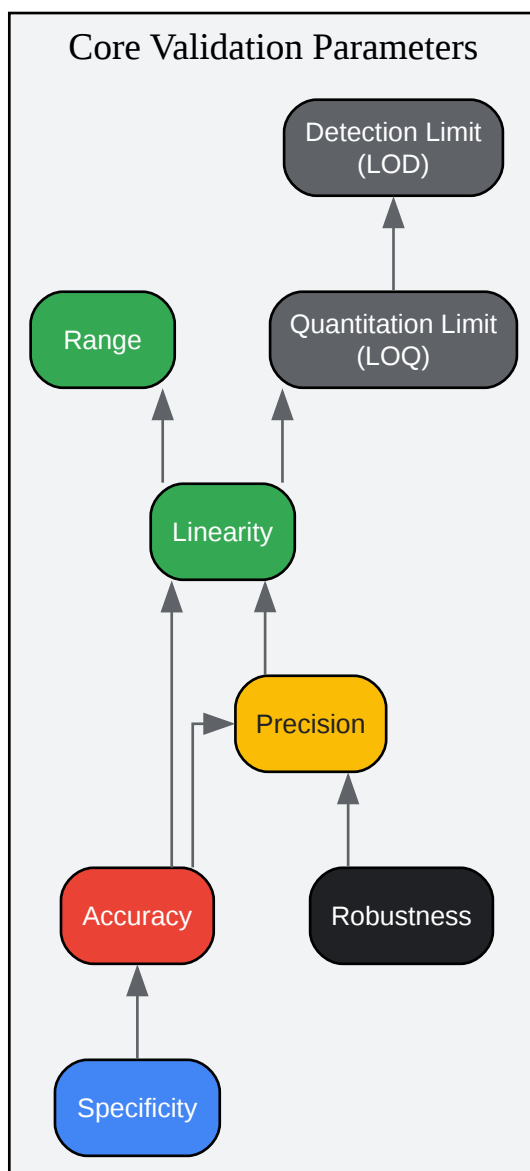 Core Validation Parameters
Detection Limit
(LOD)
Range
Quantitation Limit
(LOQ)
Linearity
Precision
Accuracy
Robustness
Specificity